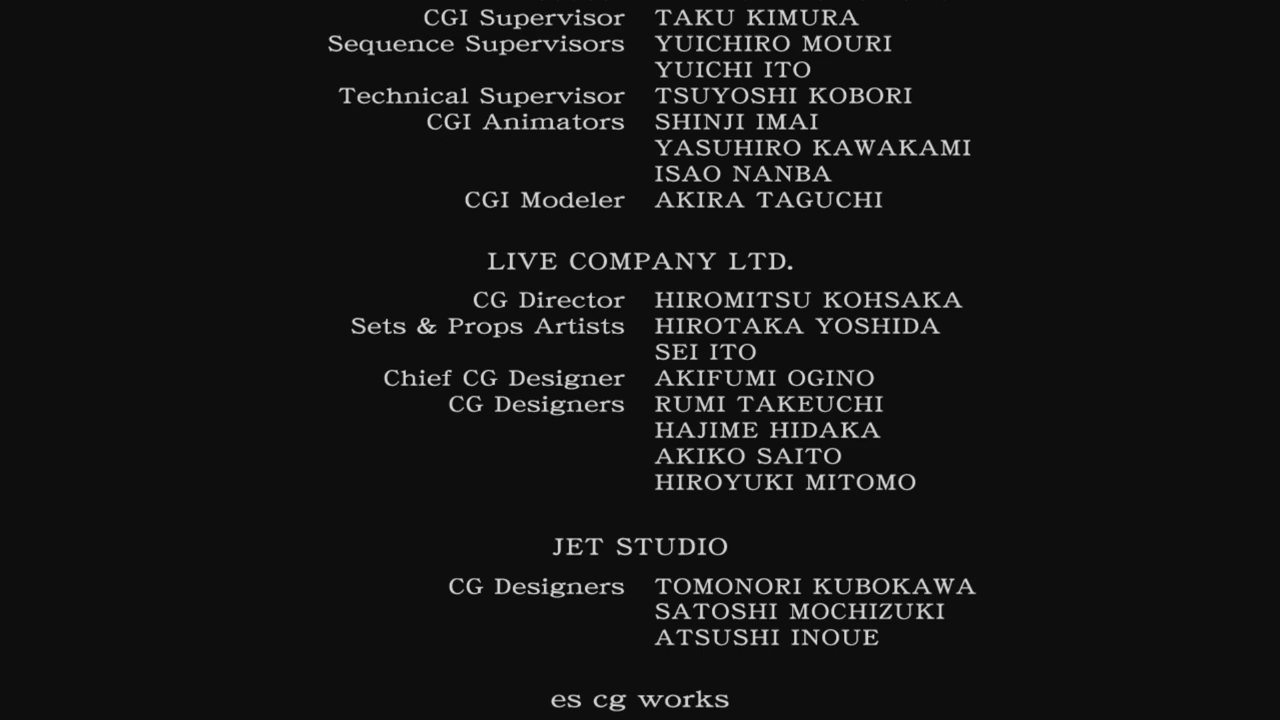 CGI Supervisor TAKU KIMURA
Sequence Supervisors YUICHIRO MOURI
YUICHI ITO
Technical Supervisor TSUYOSHI KOBORI
CGI Animators SHINJI IMAI
YASUHIRO KAWAKAMI
ISAO NANBA
CGI Modeler AKIRA TAGUCHI
LIVE COMPANY LTD.
CG Director HIROMITSU KOHSAKA
Sets & Props Artists HIROTAKA YOSHIDA
SEI ITO
Chief CG Designer AKIFUMI OGINO
CG Designers RUMI TAKEUCHI
HAJIME HIDAKA
AKIKO SAITO
HIROYUKI MITOMO
JET STUDIO
CG Designers TOMONORI KUBOKAWA
SATOSHI MOCHIZUKI
ATSUSHI INOUE
es cg works